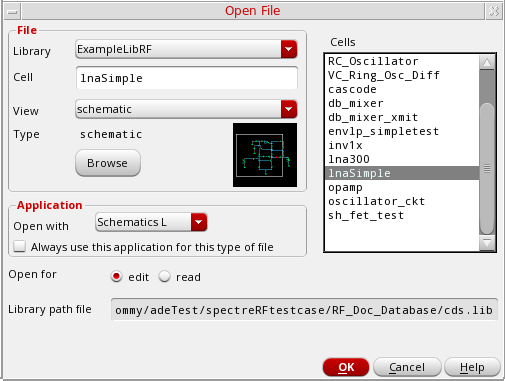 Open File
File
Library
ExampleLibRF
Cell
lnaSimple
View
schematic
Type
schematic
Browse
Application
Open with
Schematics L
Always use this application for this type of file
Cells
RC_Oscillator
VC_Ring_Osc_Diff
cascode
db_mixer
db_mixer_xmit
envlp_simpletest
inv1x
lna300
lnaSimple
opamp
oscillator_ckt
sh_fet_test
Open for
edit
read
Library path file
ommy/adeTest/spectreRFtestcase/RF_Doc_Database/cds.lib
OK
Cancel
Help